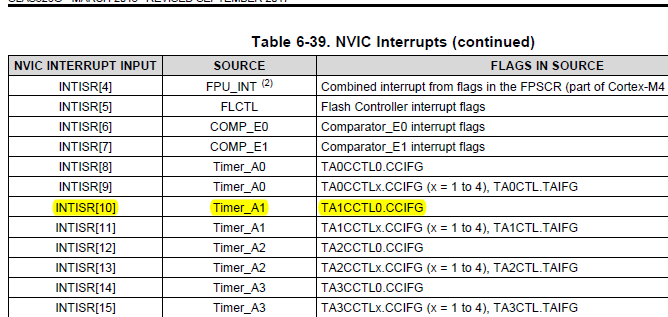 Table 6-39. NVIC Interrupts (continued)
NVIC INTERRUPT INPUT SOURCE FLAGS IN SOURCE
INTISR[4] FPU_INT (2) Combined interrupt from flags in the FPSCR (part of Cortex-M4
INTISR[5] FLCTL Flash Controller interrupt flags
INTISR[6] COMP_E0 Comparator_E0 interrupt flags
INTISR[7] COMP_E1 Comparator_E1 interrupt flags
INTISR[8] Timer_A0 TA0CCTL0.CCIFG
INTISR[9] Timer_A0 TA0CCTLx.CCIFG (x = 1 to 4), TA0CTL.TAIFG
INTISR[10] Timer_A1 TA1CCTL0.CCIFG
INTISR[11] Timer_A1 TA1CCTLx.CCIFG (x = 1 to 4), TA1CTL.TAIFG
INTISR[12] Timer_A2 TA2CCTL0.CCIFG
INTISR[13] Timer_A2 TA2CCTLx.CCIFG (x = 1 to 4), TA2CTL.TAIFG
INTISR[14] Timer_A3 TA3CCTL0.CCIFG
INTISR[15] Timer_A3 TA3CCTLx.CCIFG (x = 1 to 4), TA3CTL.TAIFG